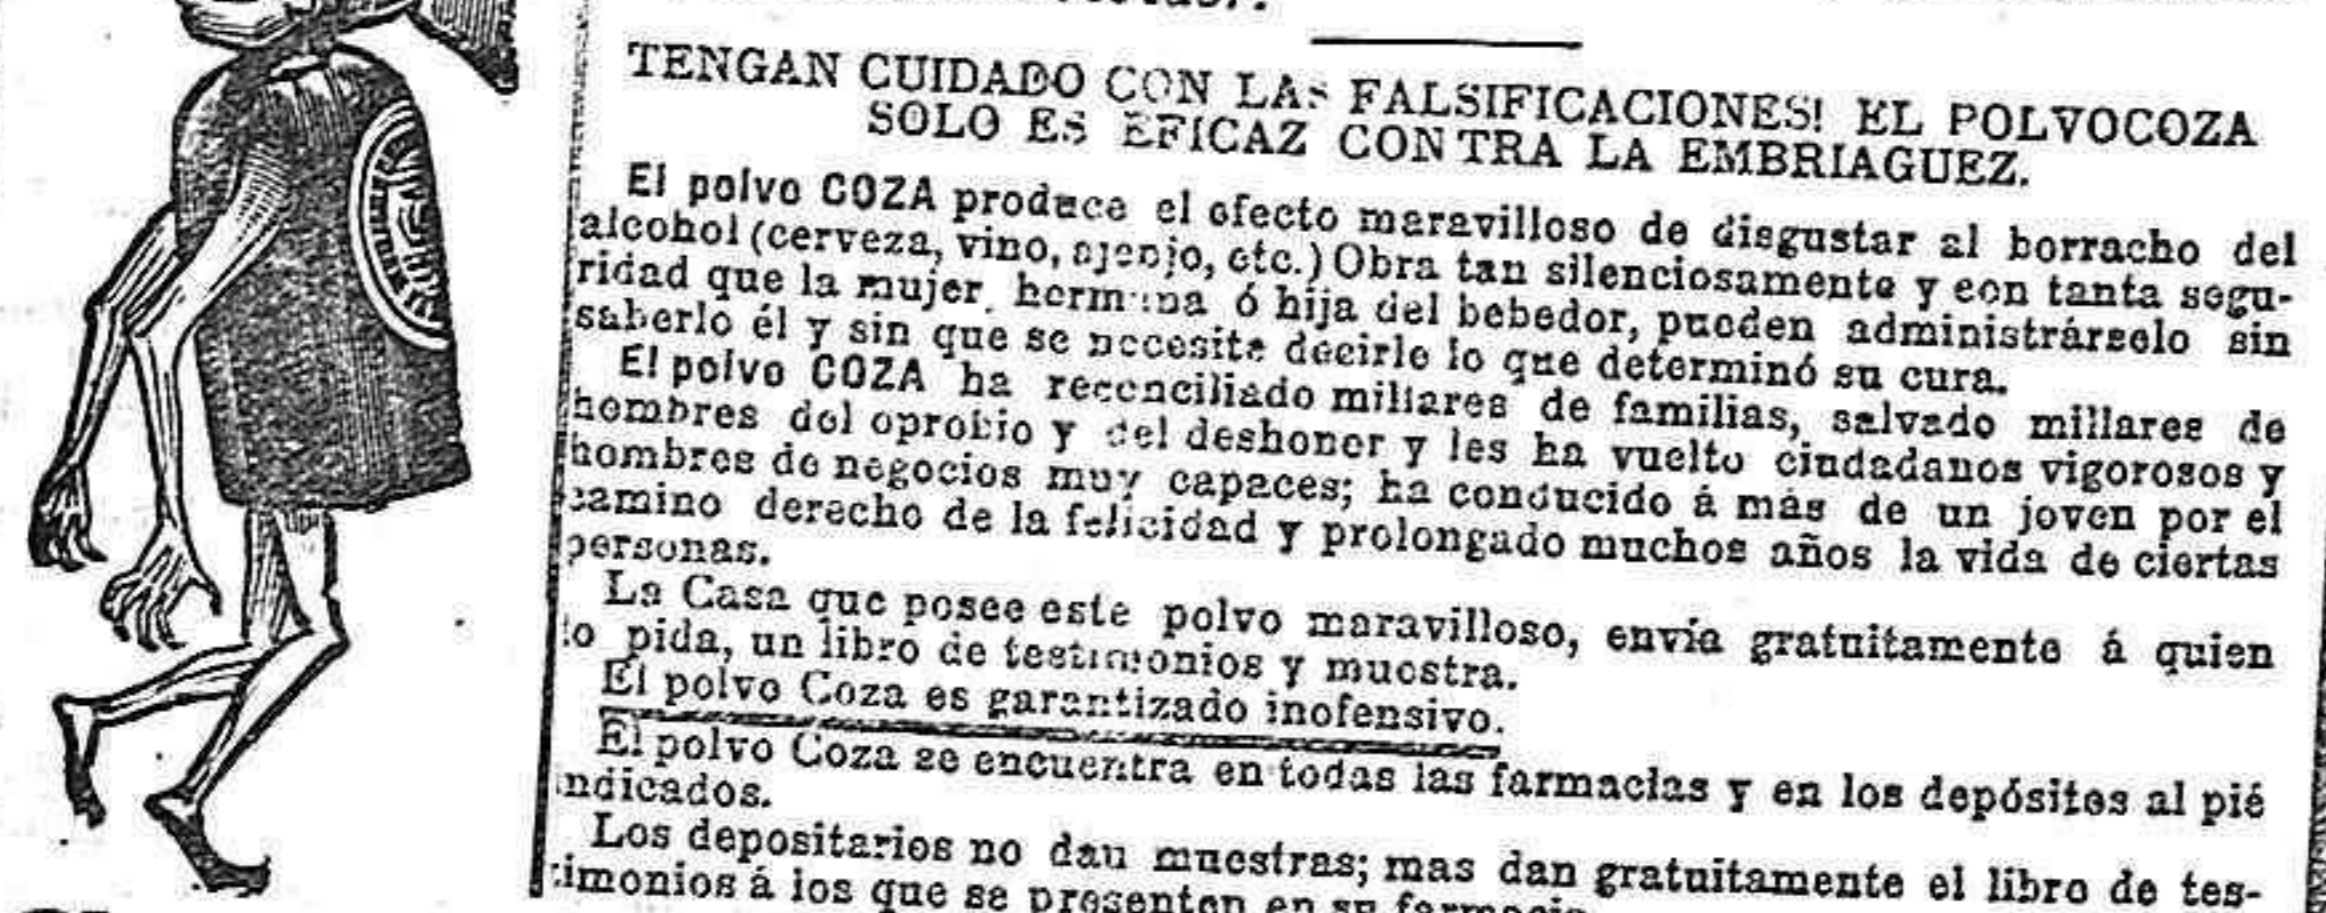 TENGAN CUIDADO CON LAS FALSIFICACIONES! EL POLVO COZA
SOLO ES EFICAZ CONTRA LA EMBRIAGUEZ.
El polvo COZA produce el efecto maravilloso de disgustar al borracho del
alcohol (cerveza, vino, ajenjo, etc.) Obra tan silenciosamente y con tanta segu-
ridad que la mujer, hermana ó hija del bebedor, pueden administrárselo sin
saberlo él y sin que se necesite decirle lo que determinó su cura.
El polvo COZA ha reconciliado millares de familias, salvado millares de
hombres del oprobio y del deshonor y les ha vuelto ciudadanos vigorosos y
hombres de negocios muy capaces; ha conducido á más de un joven por el
camino derecho de la felicidad y prolongado muchos años la vida de ciertas
personas.
La Casa que posee este polvo maravilloso, envía gratuitamente á quien
lo pida, un libro de testimonios y muestra.
El polvo Coza es garantizado inofensivo.
El polvo Coza se encuentra en todas las farmacias y en los depósitos al pié
indicados.
Los depositarios no dan muestras; mas dan gratuitamente el libro de tes-
timonios á los que se presenten en su farmacia